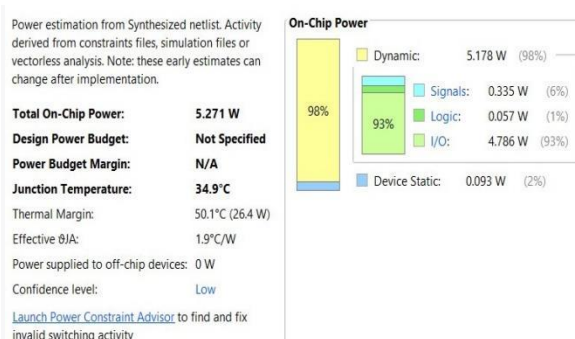 Power estimation from Synthesized netlist. Activity
derived from constraints files, simulation files or
vectorless analysis. Note: these early estimates can
change after implementation.
Total On-Chip Power: 5.271 W
Design Power Budget: Not Specified
Power Budget Margin: N/A
Junction Temperature: 34.9°C
Thermal Margin: 50.1°C (26.4 W)
Effective ϑJA: 1.9°C/W
Power supplied to off-chip devices: 0 W
Confidence level: Low
Launch Power Constraint Advisor to find and fix
invalid switching activity
On-Chip Power
98%
Dynamic: 5.178 W (98%)
93%
Signals: 0.335 W (6%)
Logic: 0.057 W (1%)
I/O: 4.786 W (93%)
Device Static: 0.093 W (2%)